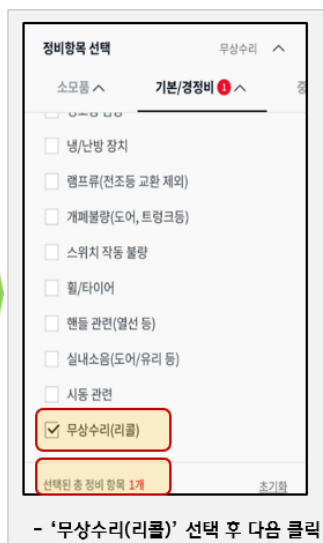 정비항목 선택 무상수리
소모품 기본/경정비 1 중
냉/난방 장치
램프류(전조등 교환 제외)
개폐불량(도어, 트렁크등)
스위치 작동 불량
휠/타이어
핸들 관련(열선 등)
실내소음(도어/유리 등)
시동 관련
무상수리(리콜)
선택된 총 정비 항목 1개 초기화
- ‘무상수리(리콜)’ 선택 후 다음 클릭